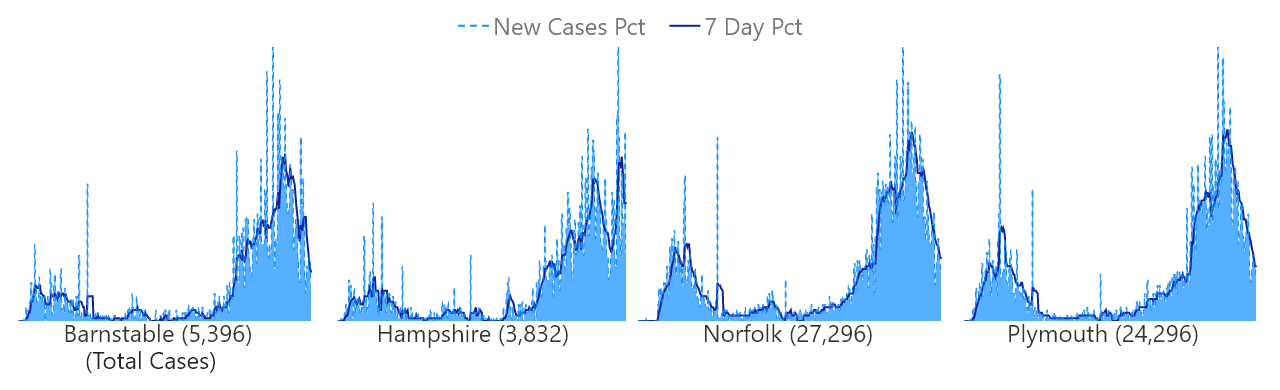 New Cases Pct 7 Day Pct
Barnstable (5,396) Hampshire (3,832) Norfolk (27,296) Plymouth (24,296)
(Total Cases)